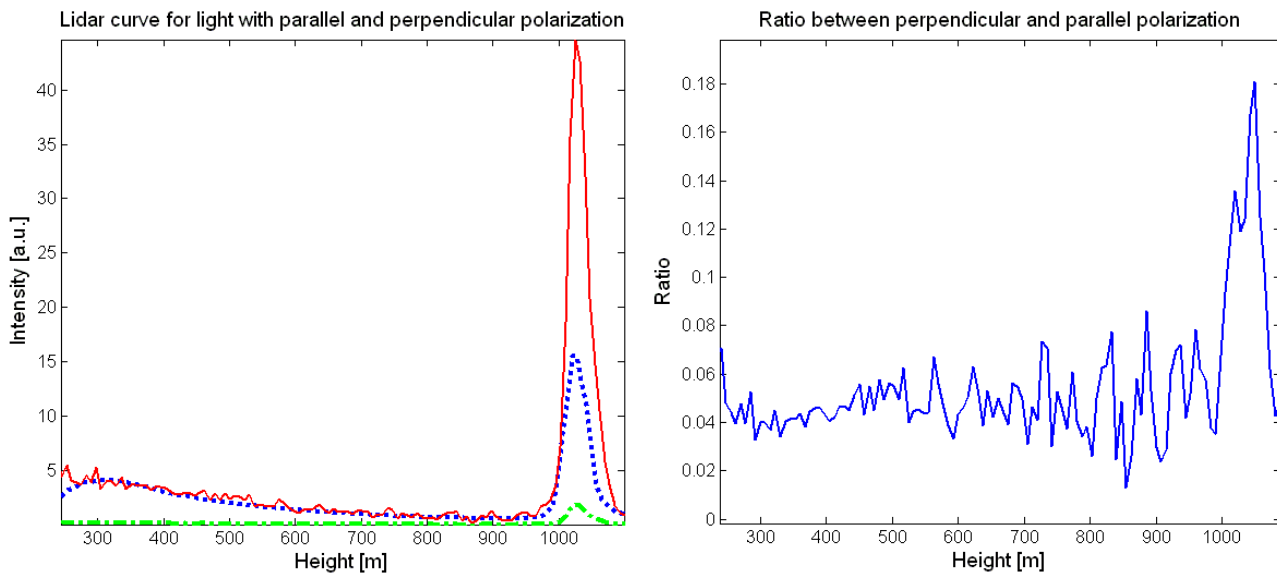 Lidar curve for light with parallel and perpendicular polarization
40
35
30
25
20
15
10
5
Intensity [a.u.]
300 400 500 600 700 800 900 1000
Height [m]
Ratio between perpendicular and parallel polarization
0.18
0.16
0.14
0.12
0.1
0.08
0.06
0.04
0.02
0
Ratio
300 400 500 600 700 800 900 1000
Height [m]